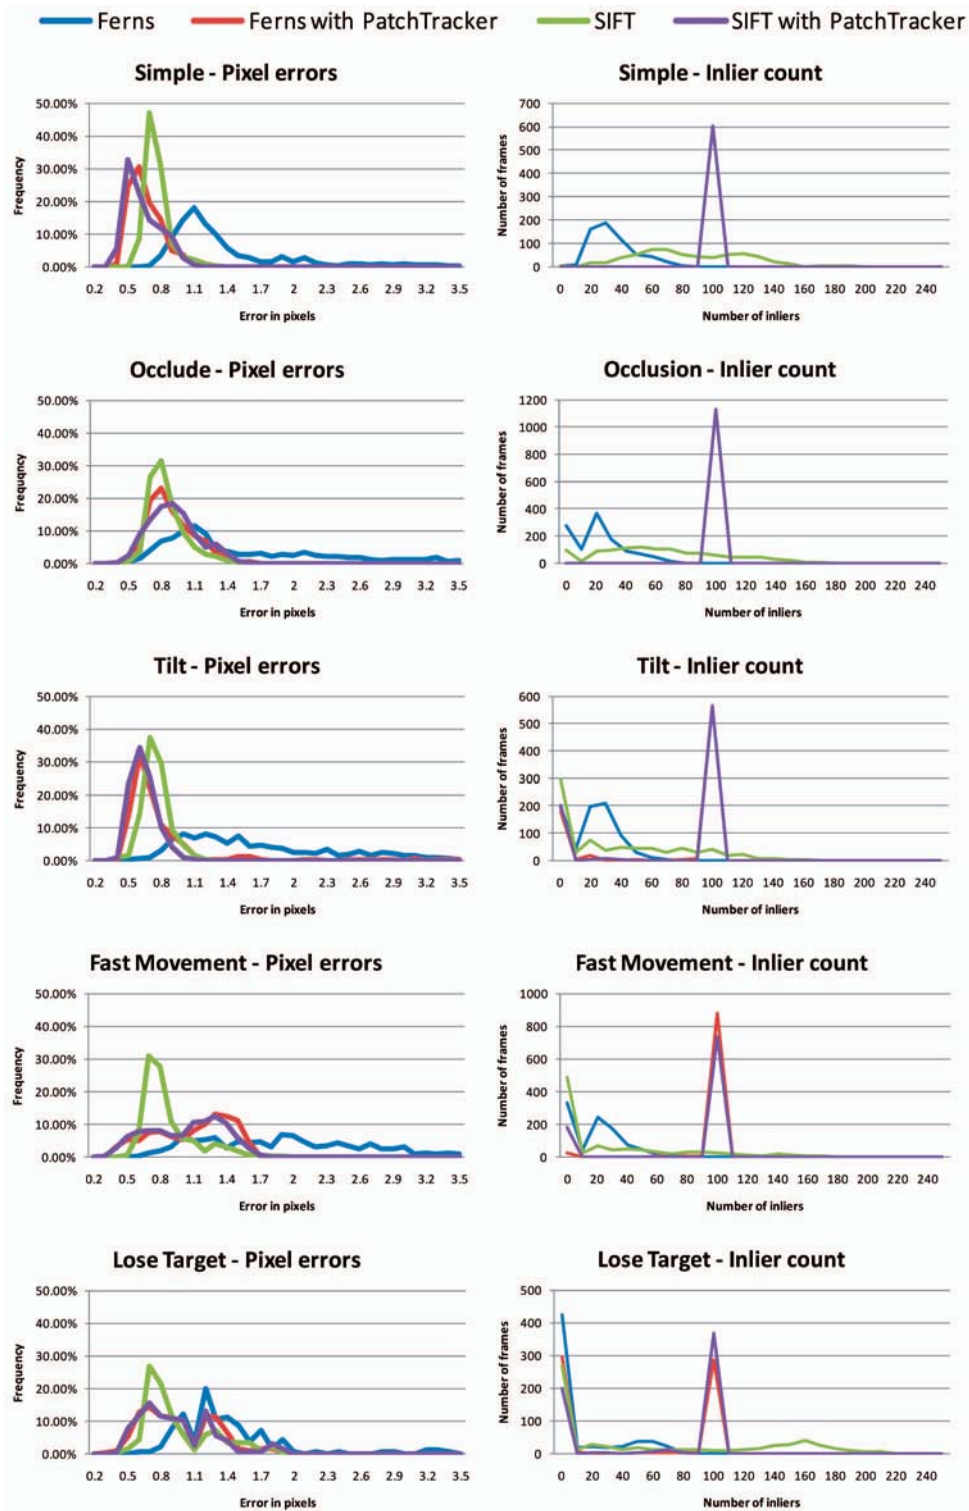 Ferns Ferns with PatchTracker SIFT SIFT with PatchTracker
Simple - Pixel errors
50.00%
40.00%
30.00%
20.00%
10.00%
0.00%
Frequency
0.2 0.5 0.8 1.1 1.4 1.7 2 2.3 2.6 2.9 3.2 3.5
Error in pixels
Simple - Inlier count
700
600
500
400
300
200
100
0
Number of frames
0 20 40 60 80 100 120 140 160 180 200 220 240
Number of inliers
Occlude - Pixel errors
50.00%
40.00%
30.00%
20.00%
10.00%
0.00%
Frequqncy
0.2 0.5 0.8 1.1 1.4 1.7 2 2.3 2.6 2.9 3.2 3.5
Error in pixels
Occlusion - Inlier count
1200
1000
800
600
400
200
0
Number of frames
0 20 40 60 80 100 120 140 160 180 200 220 240
Number of inliers
Tilt - Pixel errors
50.00%
40.00%
30.00%
20.00%
10.00%
0.00%
Frequency
0.2 0.5 0.8 1.1 1.4 1.7 2 2.3 2.6 2.9 3.2 3.5
Error in pixels
Tilt - Inlier count
600
500
400
300
200
100
0
Number of frames
0 20 40 60 80 100 120 140 160 180 200 220 240
Number of inliers
Fast Movement - Pixel errors
50.00%
40.00%
30.00%
20.00%
10.00%
0.00%
Frequency
0.2 0.5 0.8 1.1 1.4 1.7 2 2.3 2.6 2.9 3.2 3.5
Error in pixels
Fast Movement - Inlier count
1000
800
600
400
200
0
Number of frames
0 20 40 60 80 100 120 140 160 180 200 220 240
Number of inliers
Lose Target - Pixel errors
50.00%
40.00%
30.00%
20.00%
10.00%
0.00%
Frequency
0.2 0.5 0.8 1.1 1.4 1.7 2 2.3 2.6 2.9 3.2 3.5
Error in pixels
Lose Target - Inlier count
500
400
300
200
100
0
Number of frames
0 20 40 60 80 100 120 140 160 180 200 220 240
Number of inliers